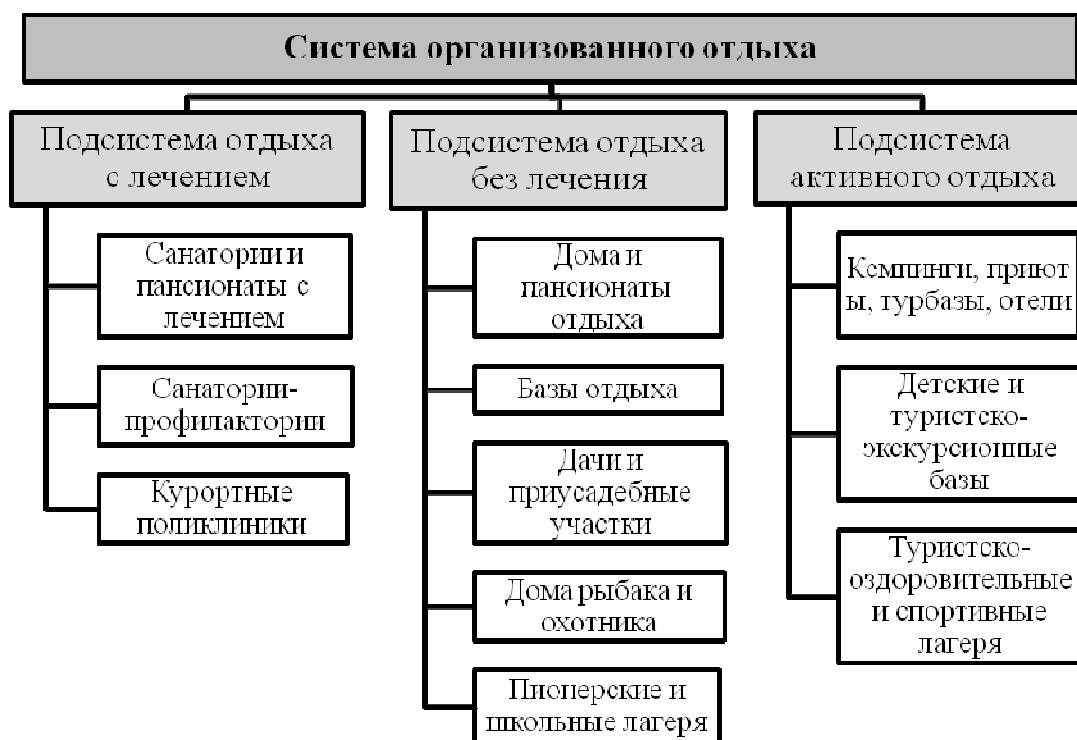 Система организованного отдыха
Подсистема отдыха
с лечением
Санатории и
пансионаты с
лечением
Санатории-
профилактории
Курортные
поликлиники
Подсистема отдыха
без лечения
Дома и
пансионаты
отдыха
Базы отдыха
Дачи и
приусадебные
участки
Дома рыбака и
охотника
Пионерские и
школьные лагеря
Подсистема
активного отдыха
Кемпинги, приют
ы, турбазы, отели
Детские и
туристско-
экскурсионные
базы
Туристско-
оздоровительные
и спортивные
лагеря